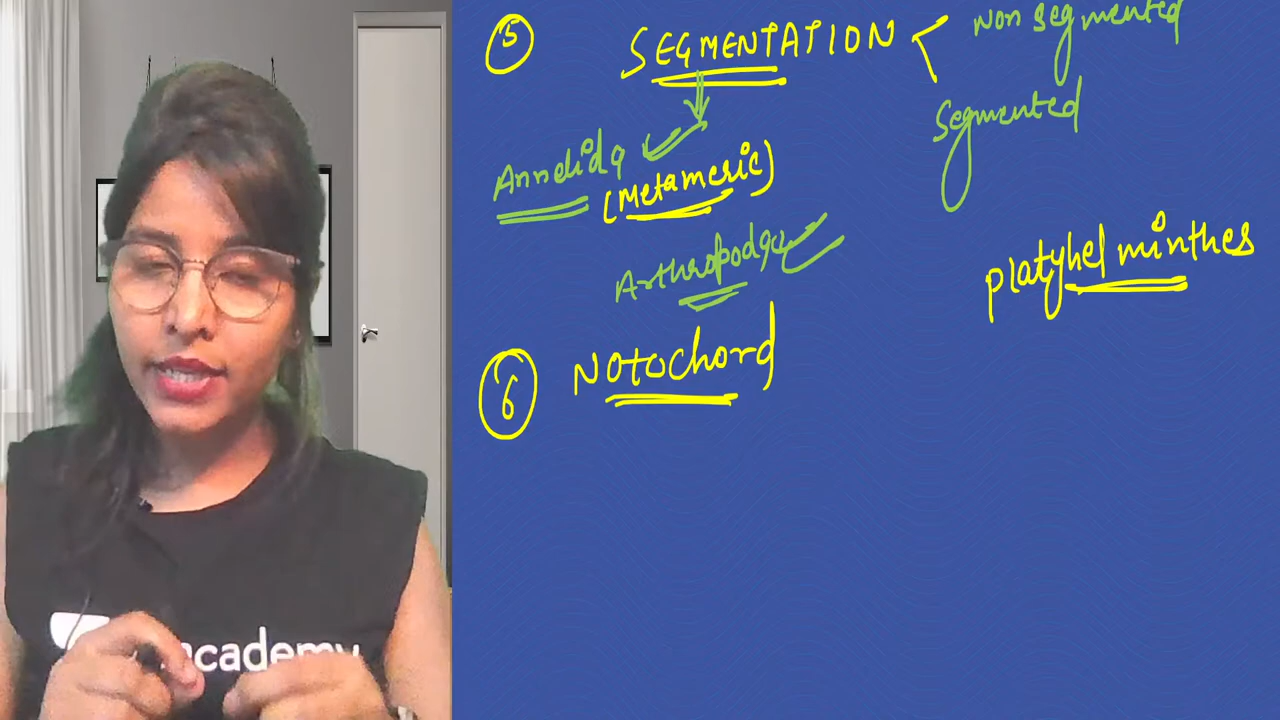 5 SEGMENTATION Non segmented
Segmented
Annelida
(Metameric)
Arthropoda
Platyhelminthes
6 Notochord
academy